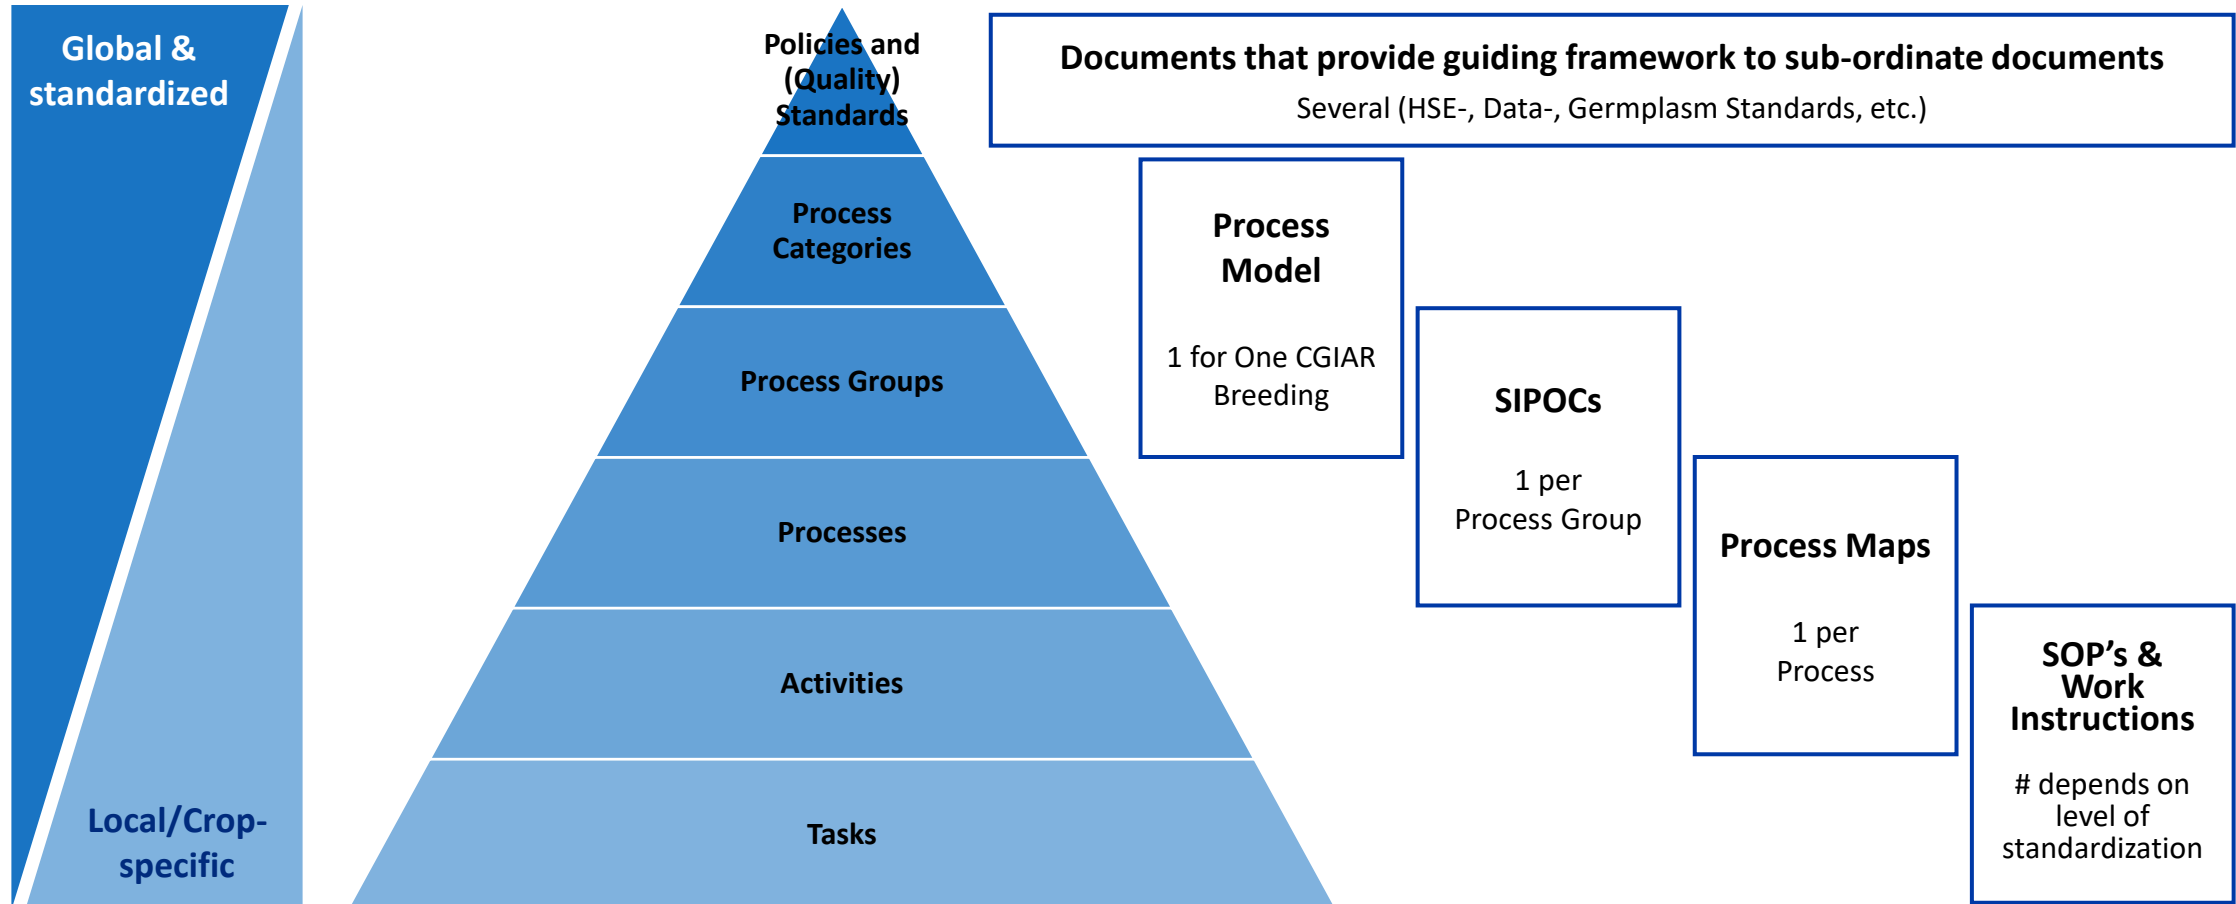 Global &
standardized
Local/Crop-
specific
Policies and
(Quality)
Standards
Process
Categories
Process Groups
Processes
Activities
Tasks
Documents that provide guiding framework to sub-ordinate documents
Several (HSE-, Data-, Germplasm Standards, etc.)
Process
Model
1 for One CGIAR
Breeding
SIPOCs
1 per
Process Group
Process Maps
1 per
Process
SOP’s &
Work
Instructions
# depends on
level of
standardization